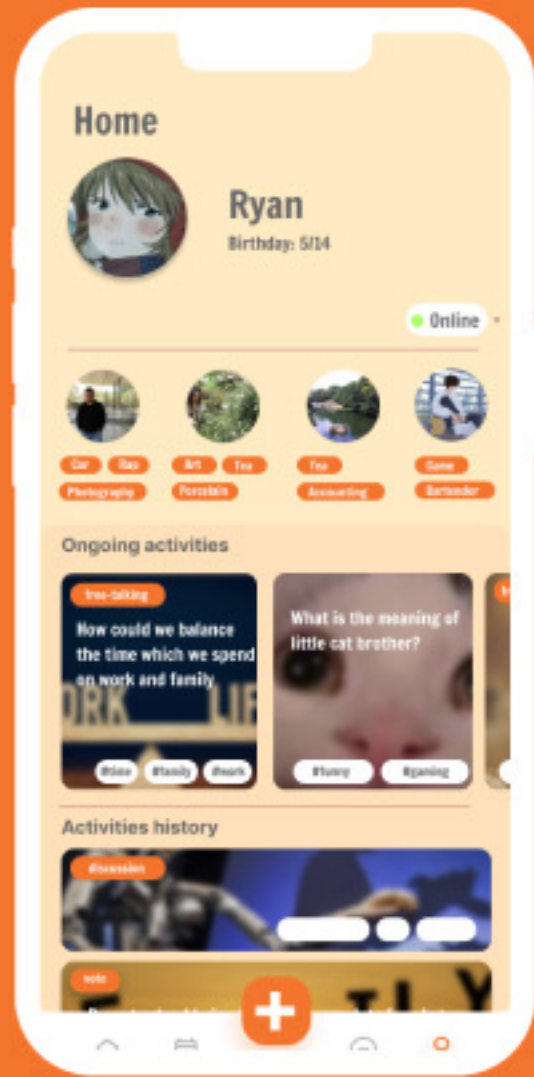 Home
Ryan
Birthday: 5/14
Online
Car Rap
Photography
Art Tea
Porcelain
Tea
Accounting
Game
Bartender
Ongoing activities
free-talking
How could we balance
the time which we spend
on work and family
ORK LIF
#time #family #work
What is the meaning of
little cat brother?
#funny #gaming
Activities history
discussion
vote